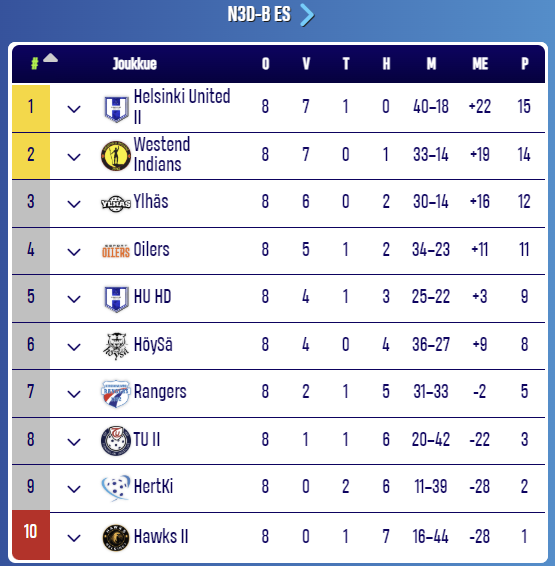 N3D-B ES
# Joukkue O V T H M ME P
1 Helsinki United II 8 7 1 0 40–18 +22 15
2 Westend Indians 8 7 0 1 33–14 +19 14
3 Ylhäs 8 6 0 2 30–14 +16 12
4 OILERS Oilers 8 5 1 2 34–23 +11 11
5 HU HD 8 4 1 3 25–22 +3 9
6 HöySä 8 4 0 4 36–27 +9 8
7 Rangers 8 2 1 5 31–33 -2 5
8 TU II 8 1 1 6 20–42 -22 3
9 HertKi 8 0 2 6 11–39 -28 2
10 Hawks II 8 0 1 7 16–44 -28 1